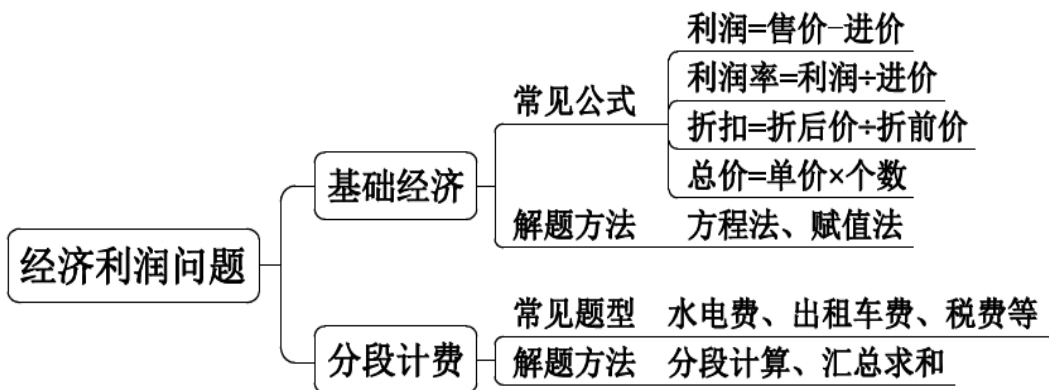 利润=售价-进价
利润率=利润÷进价
常见公式
折扣=折后价÷折前价
总价=单价×个数
基础经济
解题方法 方程法、赋值法
经济利润问题
常见题型 水电费、出租车费、税费等
分段计费
解题方法 分段计算、汇总求和